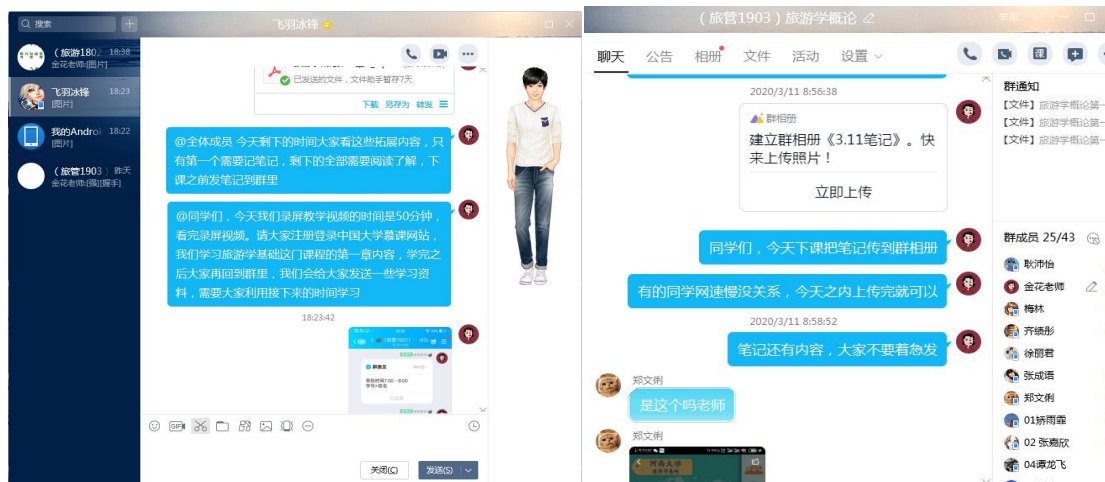 搜索
飞羽冰锋
（旅游1802 18:38
金花老师:[图片]
飞羽冰锋 18:23
[图片]
我的Androi 18:22
[图片]
（旅管1903）昨天
金花老师:[强][握手]
已发送的文件，文件助手暂存7天
下载 另存为 转发
@全体成员 今天剩下的时间大家看这些拓展内容，只
有第一个需要记笔记，剩下的全部需要阅读了解，下
课之前发笔记到群里
@同学们，今天我们录屏教学视频的时间是50分钟，
看完录屏视频。请大家注册登录中国大学慕课网站，
我们学习旅游学基础这门课程的第一章内容，学完之
后大家再回到群里，我们会给大家发送一些学习资
料，需要大家利用接下来的时间学习
18:23:42
GIF
关闭(C) 发送(S)
（旅管1903）旅游学概论
聊天 公告 相册 文件 活动 设置
课
2020/3/11 8:56:38
群相册
建立群相册《3.11笔记》。快
来上传照片！
立即上传
同学们，今天下课把笔记传到群相册
有的同学网速慢没关系，今天之内上传完就可以
2020/3/11 8:58:52
笔记还有内容，大家不要着急发
郑文俐
是这个吗老师
郑文俐
河南大学
群通知
【文件】旅游学概论第一
【文件】旅游学概论第一
【文件】旅游学概论第一
群成员 25/43
耿沛怡
金花老师
梅林
齐绩彤
徐丽君
张成语
郑文俐
01娇雨霏
02 张嘉欣
04谭龙飞